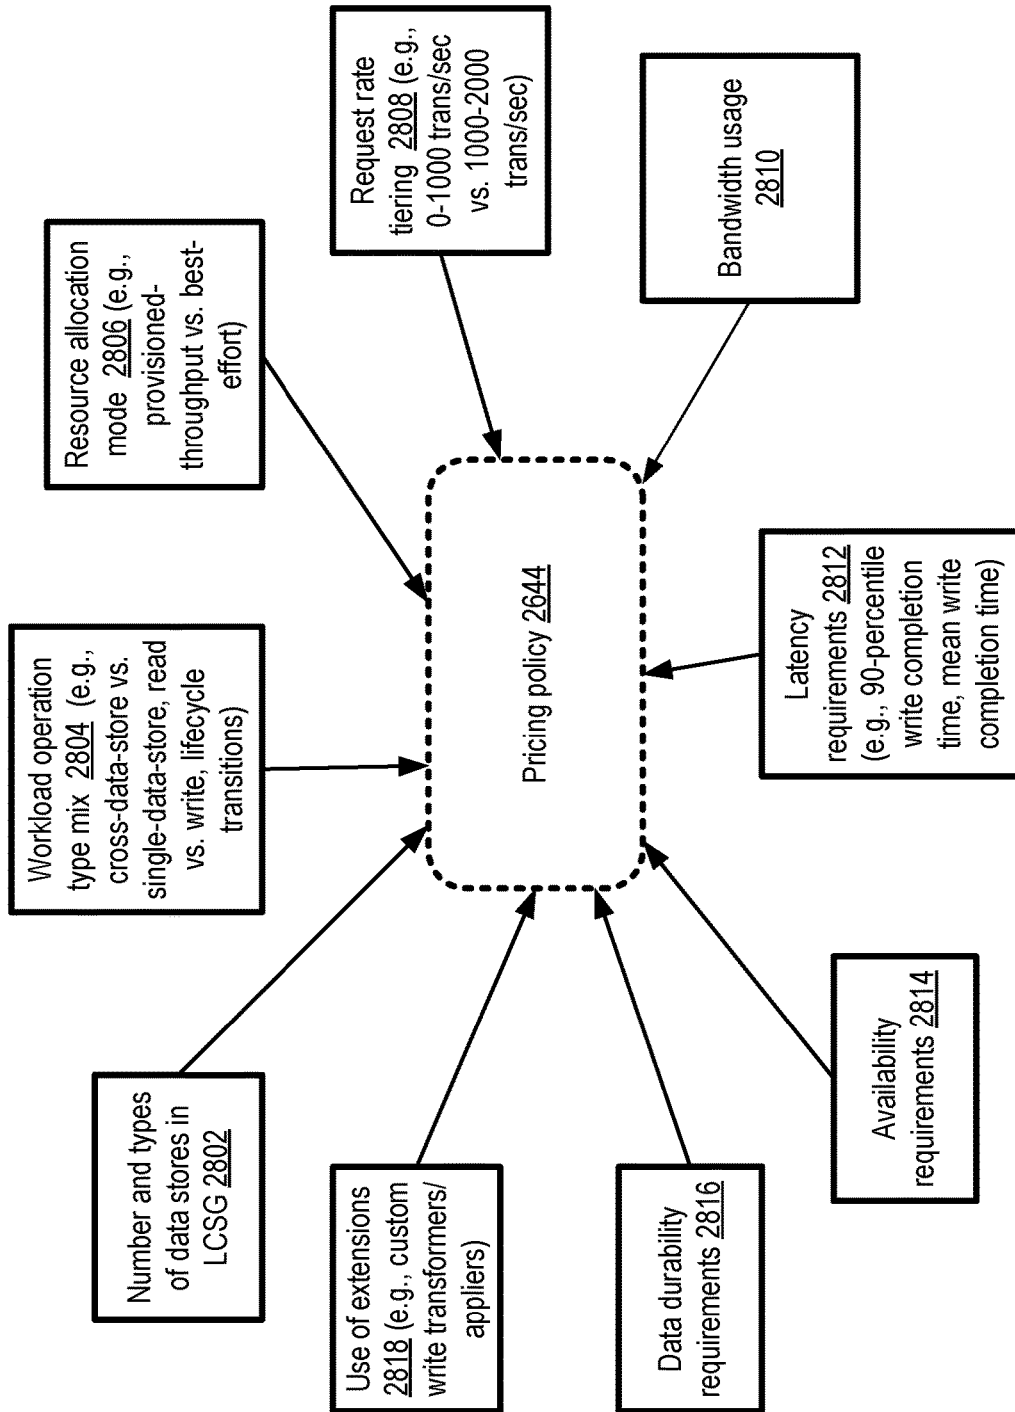 Number and types
of data stores in
LCSG 2802
Workload operation
type mix 2804 (e.g.,
cross-data-store vs.
single-data-store, read
vs. write, lifecycle
transitions)
Resource allocation
mode 2806 (e.g.,
provisioned-
throughput vs. best-
effort)
Request rate
tiering 2808 (e.g.,
0-1000 trans/sec
vs. 1000-2000
trans/sec)
Use of extensions
2818 (e.g., custom
write transformers/
appliers)
Pricing policy 2644
Bandwidth usage
2810
Data durability
requirements 2816
Availability
requirements 2814
Latency
requirements 2812
(e.g., 90-percentile
write completion
time, mean write
completion time)